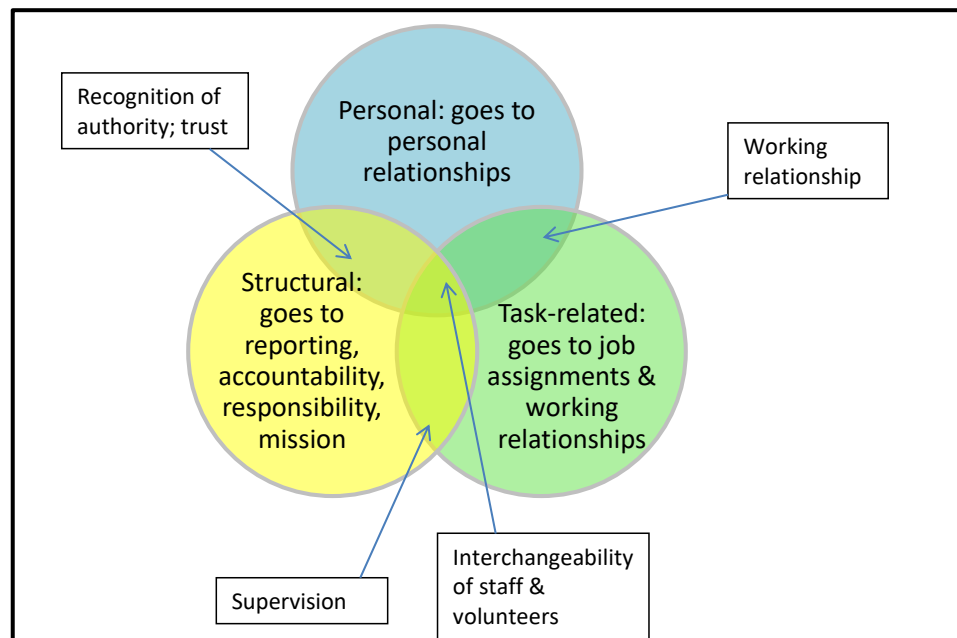 Recognition of
authority; trust
Personal: goes to
personal
relationships
Working
relationship
Structural:
goes to
reporting,
accountability,
responsibility,
mission
Task-related:
goes to job
assignments &
working
relationships
Supervision
Interchangeability
of staff &
volunteers